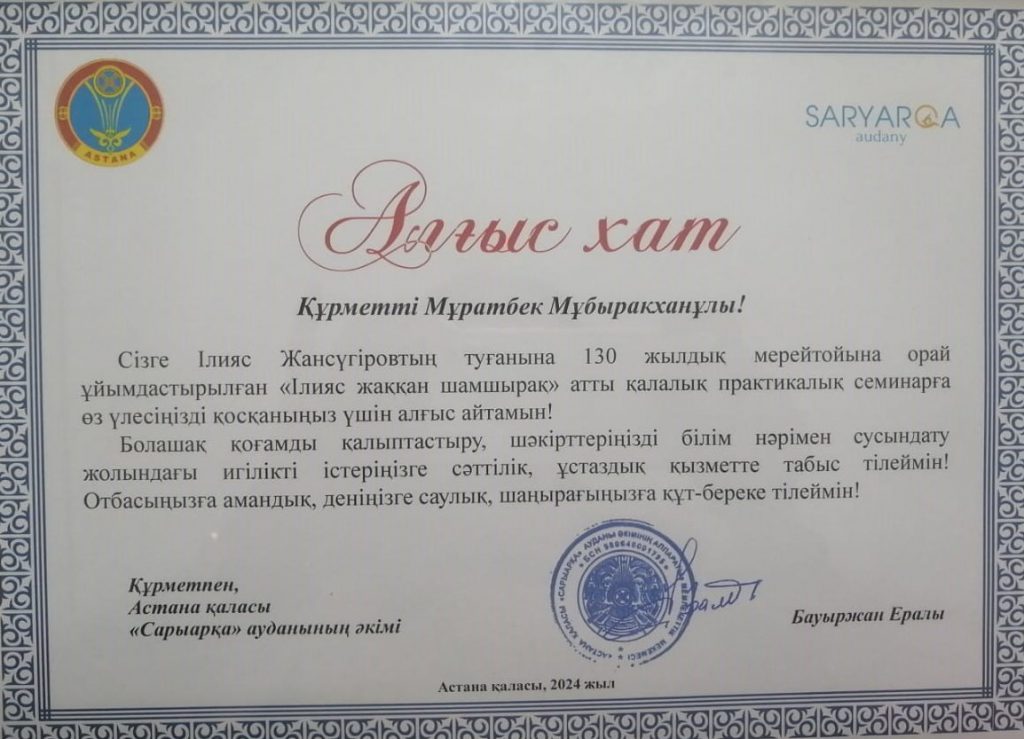 ASTANA
SARYARQA
audany
Алғыс хат
Құрметті Мұратбек Мұбыракханұлы!
Сізге Ілияс Жансүгіровтың туғанына 130 жылдық мерейтойына орай
ұйымдастырылған «Ілияс жаққан шамшырақ» атты қалалық практикалық семинарға
өз үлесіңізді қосқаныңыз үшін алғыс айтамын!
Болашақ қоғамды қалыптастыру, шәкірттеріңізді білім нәрімен сусындату
жолындағы игілікті істеріңізге сәттілік, ұстаздық қызметте табыс тілеймін!
Отбасыңызға амандық, деніңізге саулық, шаңырағыңызға құт-береке тілеймін!
Құрметпен,
Астана қаласы
«Сарыарқа» ауданының әкімі
Бауыржан Ералы
Астана қаласы, 2024 жыл